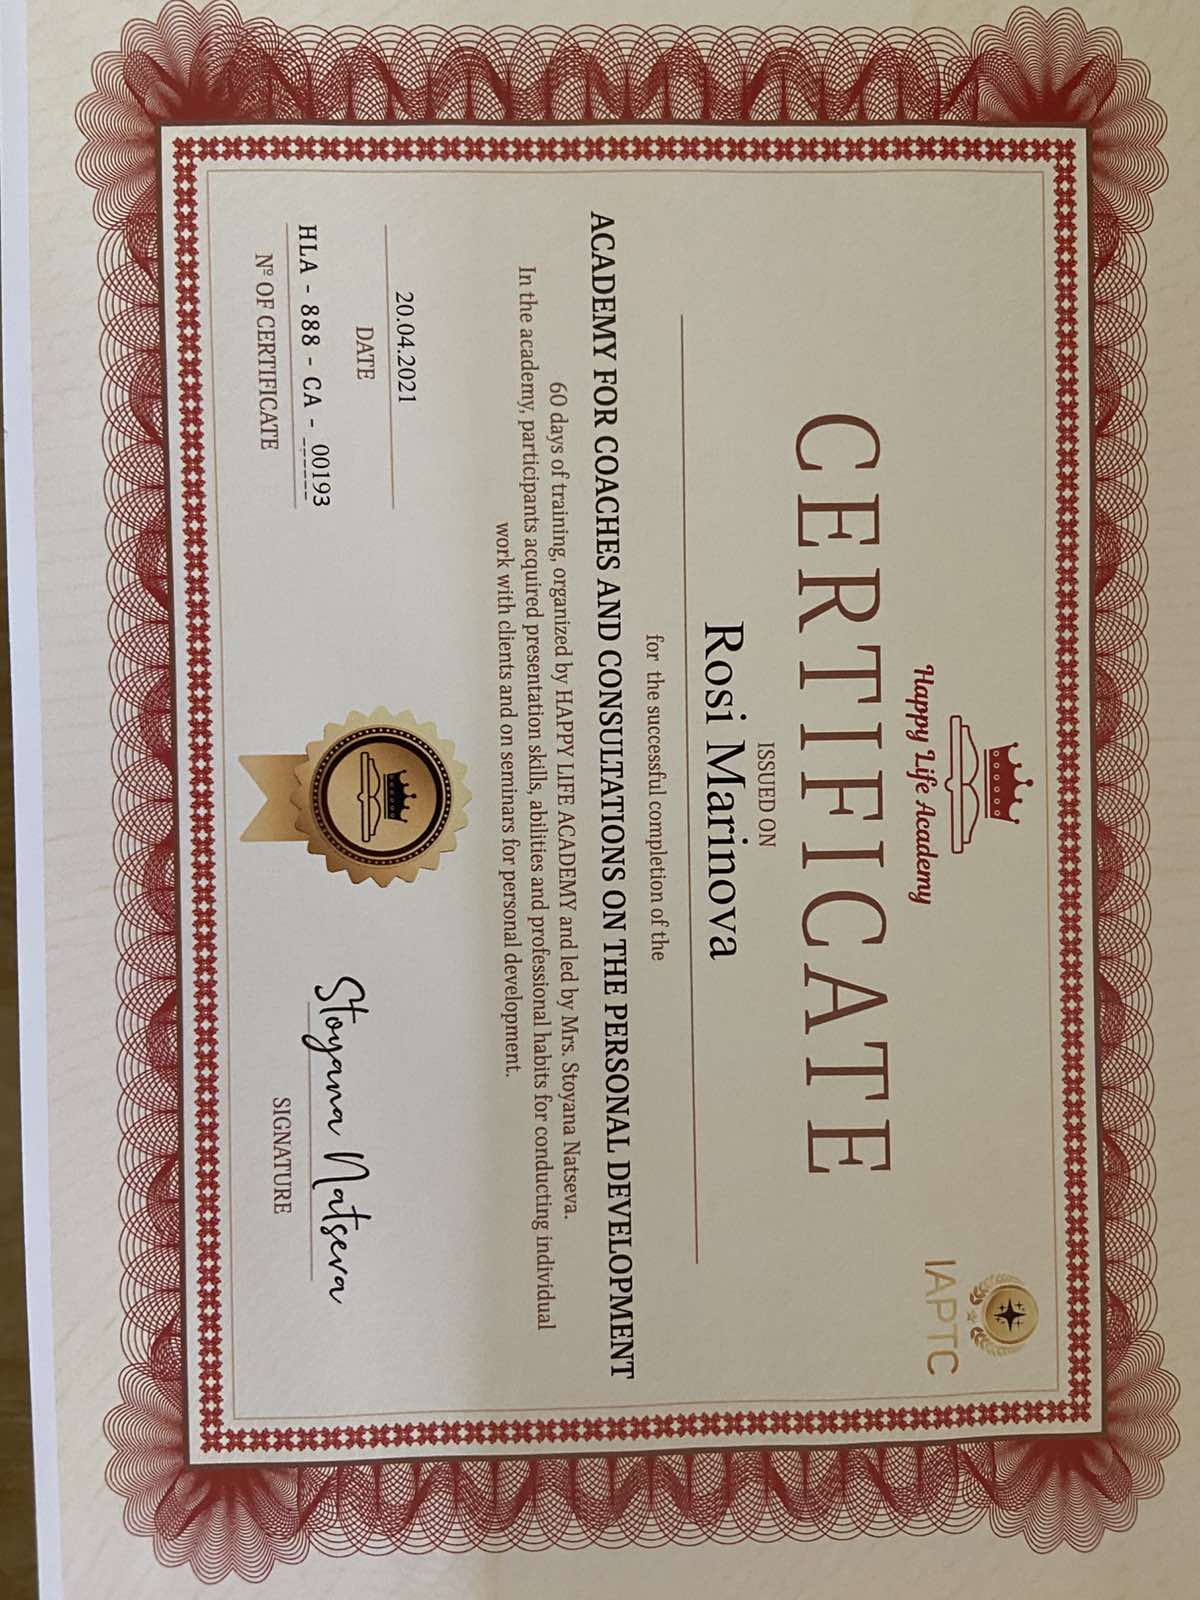 Happy Life Academy
IAPTC
CERTIFICATE
ISSUED ON
Rosi Marinova
for the successful completion of the
ACADEMY FOR COACHES AND CONSULTATIONS ON THE PERSONAL DEVELOPMENT
60 days of training, organized by HAPPY LIFE ACADEMY and led by Mrs. Stoyana Natseva.
In the academy, participants acquired presentation skills, abilities and professional habits for conducting individual
work with clients and on seminars for personal development.
20.04.2021
DATE
HLA - 888 - CA - 00193
Nº OF CERTIFICATE
Stoyana Natseva
SIGNATURE